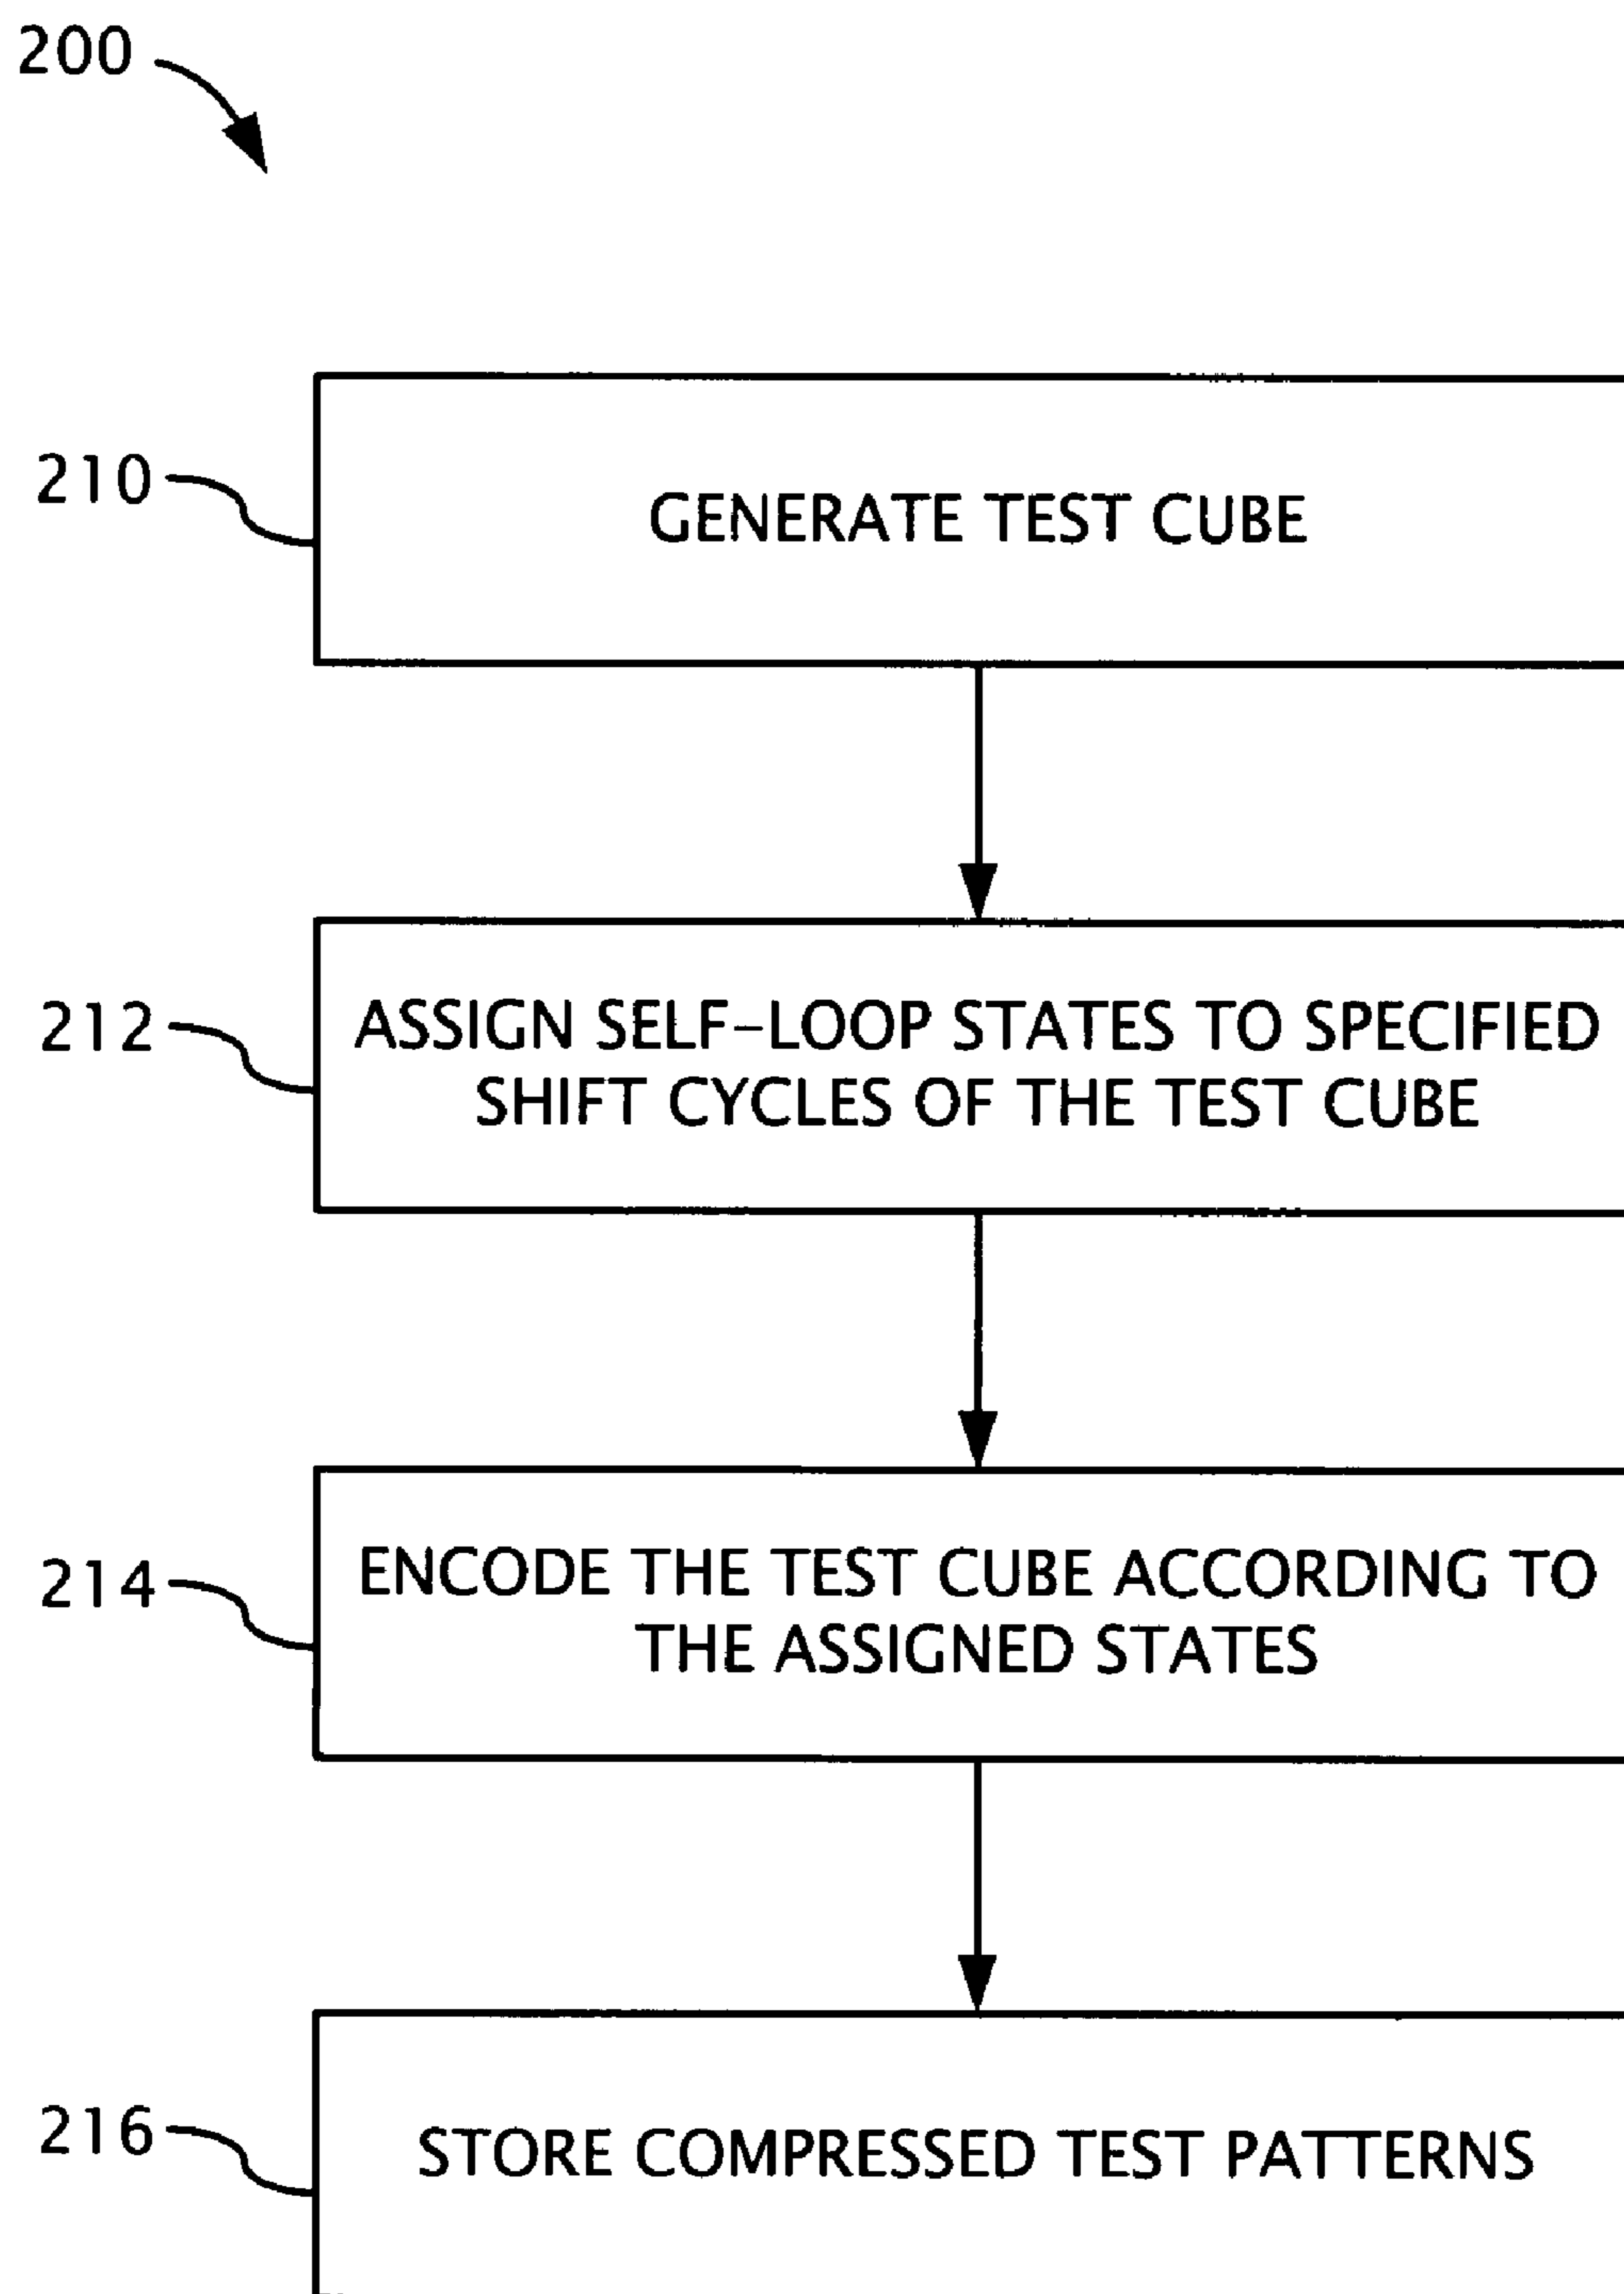 200
210
GENERATE TEST CUBE
212
ASSIGN SELF-LOOP STATES TO SPECIFIED
SHIFT CYCLES OF THE TEST CUBE
214
ENCODE THE TEST CUBE ACCORDING TO
THE ASSIGNED STATES
216
STORE COMPRESSED TEST PATTERNS